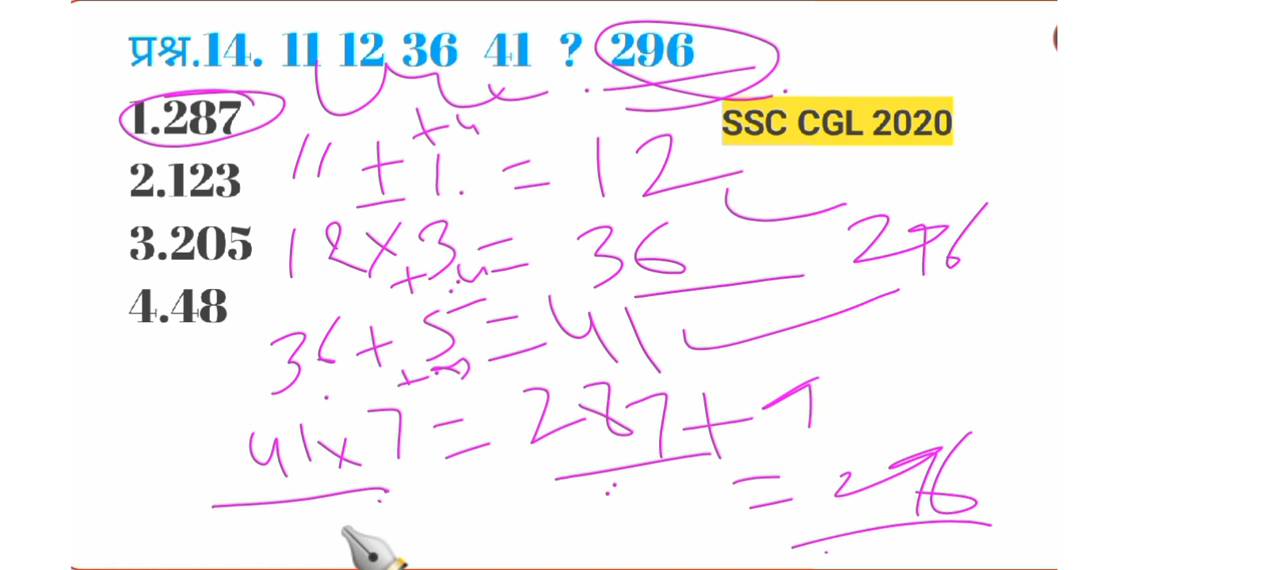 प्रश्न.14. 11 12 36 41 ? 296
1.287
SSC CGL 2020
2.123
3.205
4.48
+4
11 + 1 = 12
12 x 3 = 36
296
36 + 5 = 41
41 x 7 = 287 + 9
= 296